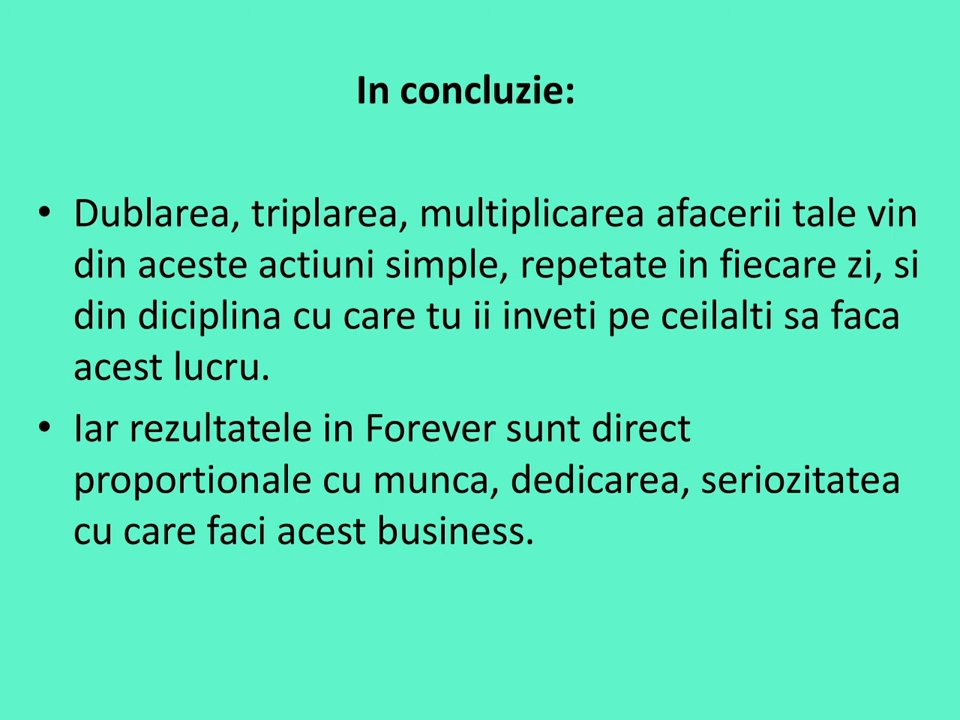 In concluzie:
• Dublarea, triplarea, multiplicarea afacerii tale vin
din aceste actiuni simple, repetate in fiecare zi, si
din diciplina cu care tu ii inveti pe ceilalti sa faca
acest lucru.
• Iar rezultatele in Forever sunt direct
proportionale cu munca, dedicarea, seriozitatea
cu care faci acest business.